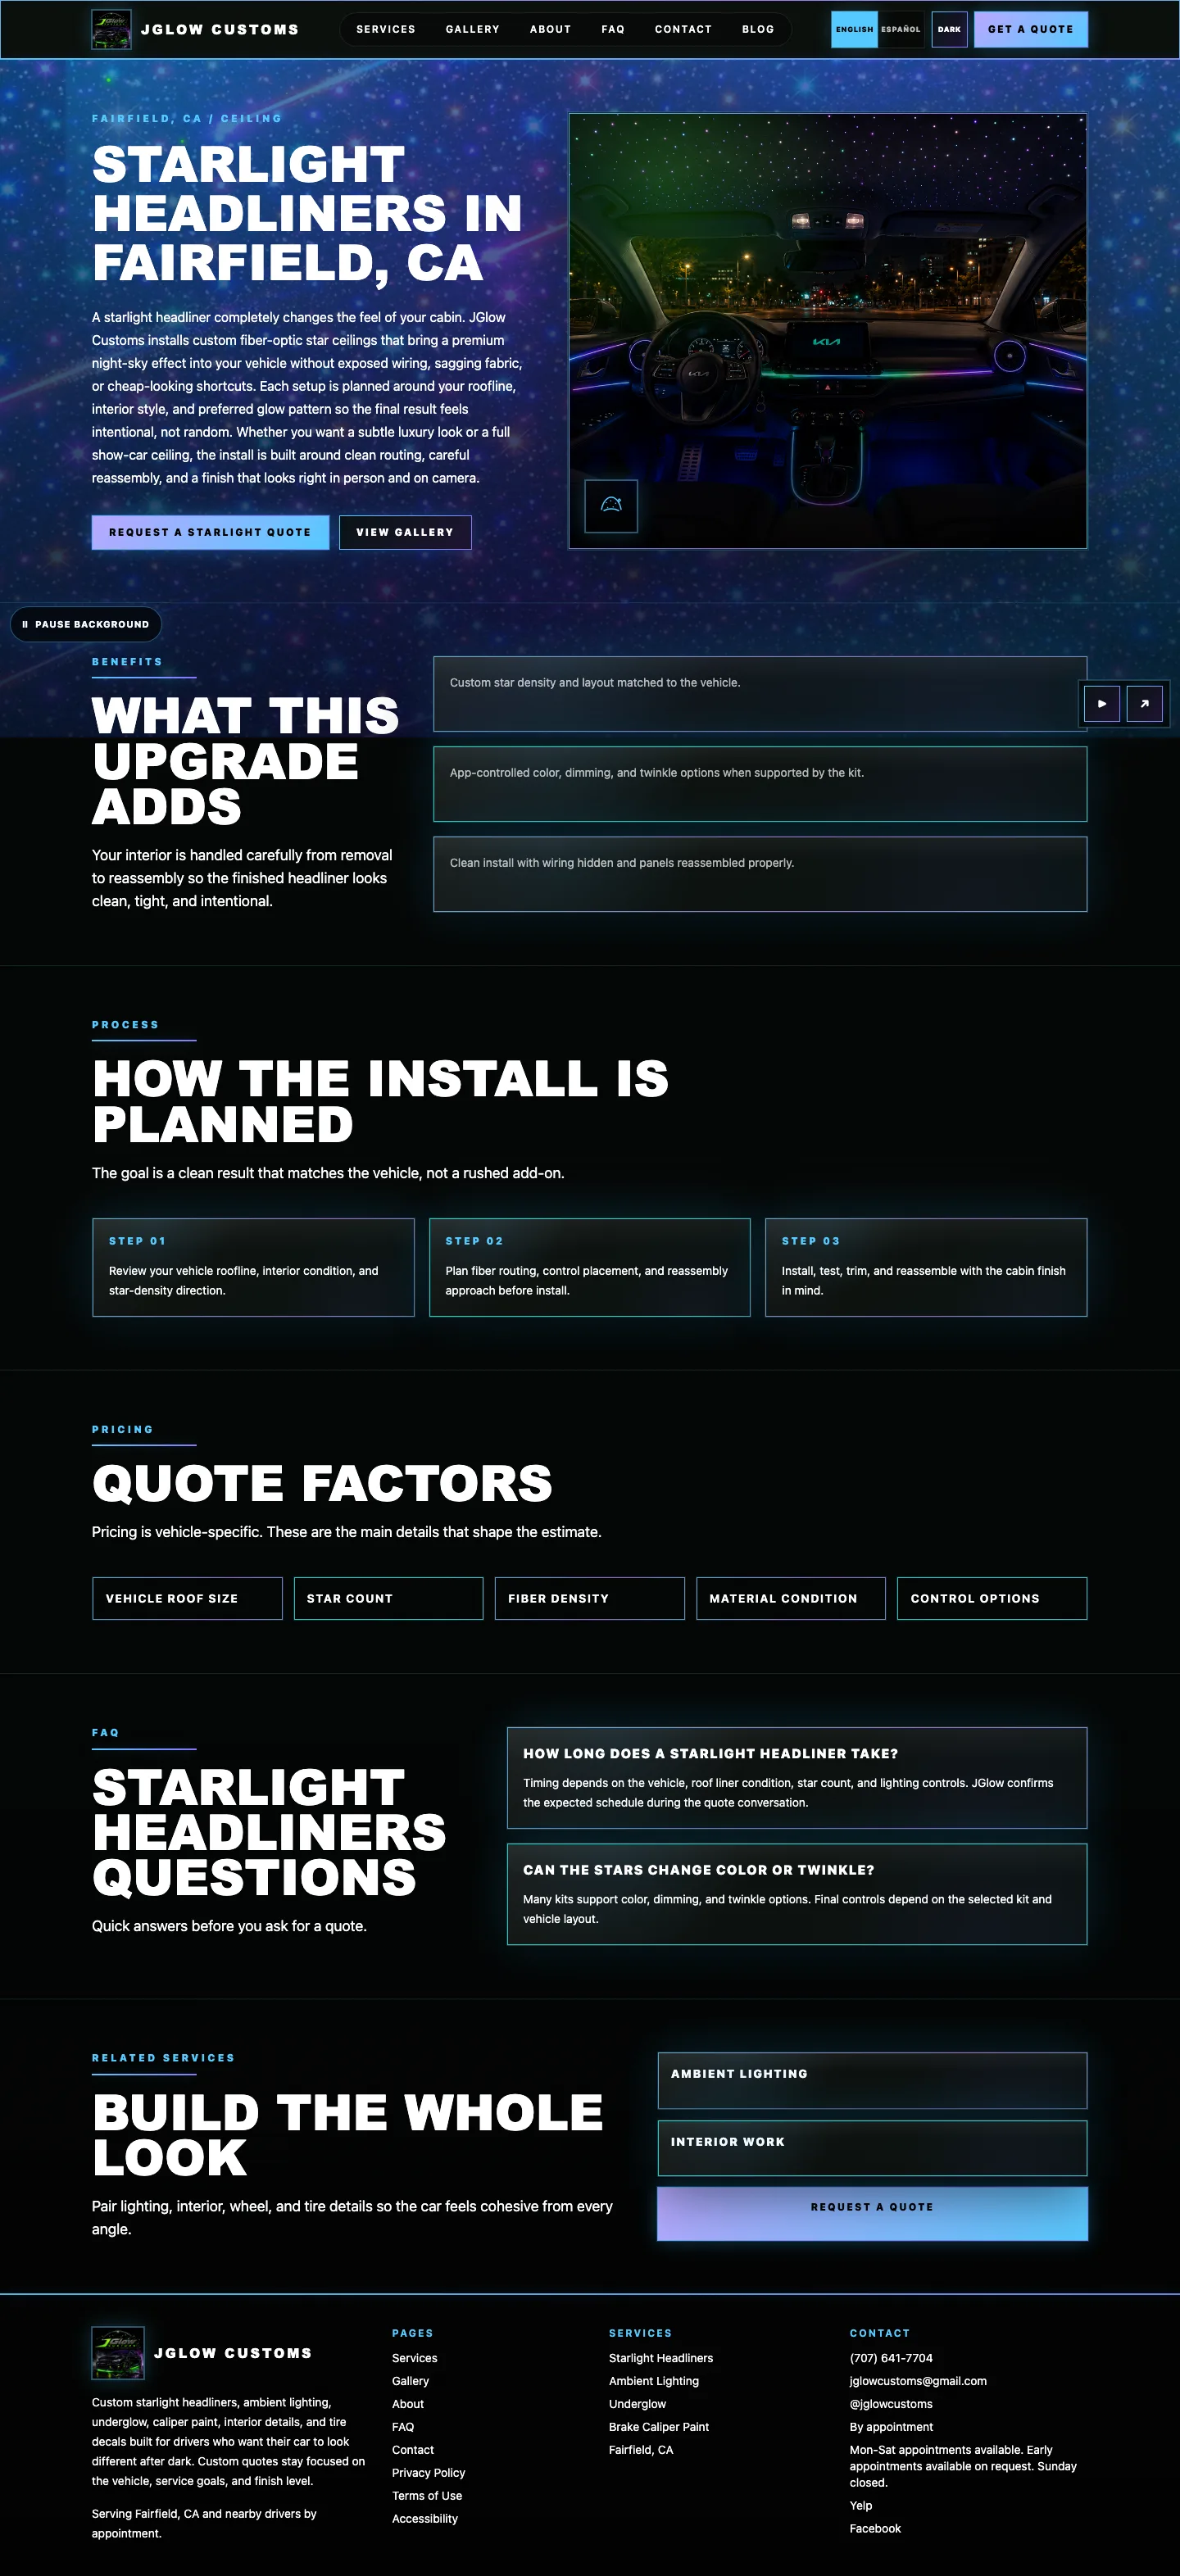 JGLOW CUSTOMS
SERVICES GALLERY ABOUT FAQ CONTACT BLOG
ENGLISH ESPAÑOL DARK GET A QUOTE
FAIRFIELD, CA / CEILING
STARLIGHT
HEADLINERS IN
FAIRFIELD, CA
A starlight headliner completely changes the feel of your cabin. JGlow
Customs installs custom fiber-optic star ceilings that bring a premium
night-sky effect into your vehicle without exposed wiring, sagging fabric,
or cheap-looking shortcuts. Each setup is planned around your roofline,
interior style, and preferred glow pattern so the final result feels
intentional, not random. Whether you want a subtle luxury look or a full
show-car ceiling, the install is built around clean routing, careful
reassembly, and a finish that looks right in person and on camera.
REQUEST A STARLIGHT QUOTE VIEW GALLERY
KIA
PAUSE BACKGROUND
BENEFITS
WHAT THIS
UPGRADE
ADDS
Your interior is handled carefully from removal
to reassembly so the finished headliner looks
clean, tight, and intentional.
Custom star density and layout matched to the vehicle.
App-controlled color, dimming, and twinkle options when supported by the kit.
Clean install with wiring hidden and panels reassembled properly.
PROCESS
HOW THE INSTALL IS
PLANNED
The goal is a clean result that matches the vehicle, not a rushed add-on.
STEP 01
Review your vehicle roofline, interior condition, and
star-density direction.
STEP 02
Plan fiber routing, control placement, and reassembly
approach before install.
STEP 03
Install, test, trim, and reassemble with the cabin finish
in mind.
PRICING
QUOTE FACTORS
Pricing is vehicle-specific. These are the main details that shape the estimate.
VEHICLE ROOF SIZE
STAR COUNT
FIBER DENSITY
MATERIAL CONDITION
CONTROL OPTIONS
FAQ
STARLIGHT
HEADLINERS
QUESTIONS
Quick answers before you ask for a quote.
HOW LONG DOES A STARLIGHT HEADLINER TAKE?
Timing depends on the vehicle, roof liner condition, star count, and lighting controls. JGlow confirms
the expected schedule during the quote conversation.
CAN THE STARS CHANGE COLOR OR TWINKLE?
Many kits support color, dimming, and twinkle options. Final controls depend on the selected kit and
vehicle layout.
RELATED SERVICES
BUILD THE WHOLE
LOOK
Pair lighting, interior, wheel, and tire details so the car feels cohesive from every
angle.
AMBIENT LIGHTING
INTERIOR WORK
REQUEST A QUOTE
JGlow
JGLOW CUSTOMS
Custom starlight headliners, ambient lighting,
underglow, caliper paint, interior details, and tire
decals built for drivers who want their car to look
different after dark. Custom quotes stay focused on
the vehicle, service goals, and finish level.
Serving Fairfield, CA and nearby drivers by
appointment.
PAGES
Services
Gallery
About
FAQ
Contact
Privacy Policy
Terms of Use
Accessibility
SERVICES
Starlight Headliners
Ambient Lighting
Underglow
Brake Caliper Paint
Fairfield, CA
CONTACT
(707) 641-7704
jglowcustoms@gmail.com
@jglowcustoms
By appointment
Mon-Sat appointments available. Early
appointments available on request. Sunday
closed.
Yelp
Facebook